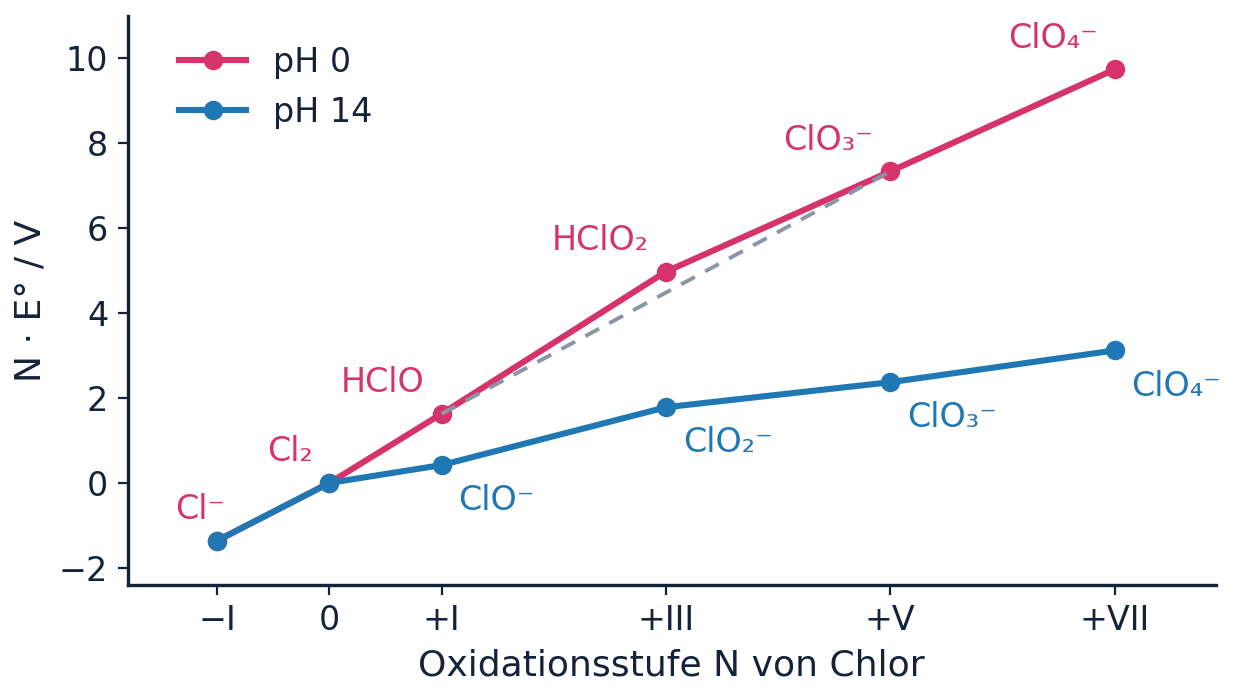 N · E° / V
10
8
6
4
2
0
−2
pH 0
pH 14
ClO₄⁻
ClO₃⁻
HClO₂
HClO
Cl₂
Cl⁻
ClO⁻
ClO₂⁻
ClO₃⁻
ClO₄⁻
−I 0 +I +III +V +VII
Oxidationsstufe N von Chlor